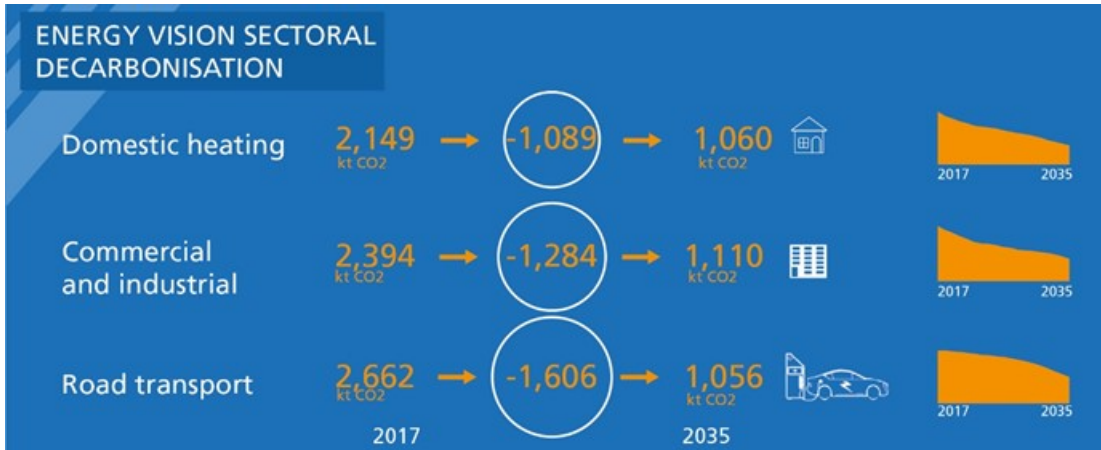 ENERGY VISION SECTORAL
DECARBONISATION
Domestic heating
2,149
kt CO2
-1,089
1,060
kt CO2
2017 2035
Commercial
and industrial
2,394
kt CO2
-1,284
1,110
kt CO2
2017 2035
Road transport
2,662
kt CO2
-1,606
1,056
kt CO2
2017 2035
2017 2035